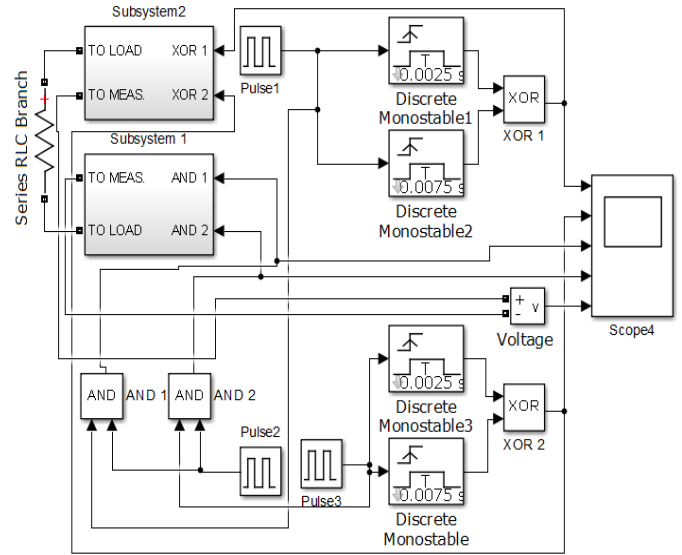 Subsystem2
TO LOAD XOR 1
TO MEAS. XOR 2
Series RLC Branch
+
Subsystem 1
TO MEAS. AND 1
TO LOAD AND 2
Pulse1
T
0.0025 s
Discrete
Monostable1
T
0.0075 s
Discrete
Monostable2
XOR
XOR 1
Scope4
+
-
v
Voltage
AND AND 1
AND AND 2
Pulse2
Pulse3
T
0.0025 s
Discrete
Monostable3
T
0.0075 s
Discrete
Monostable
XOR
XOR 2